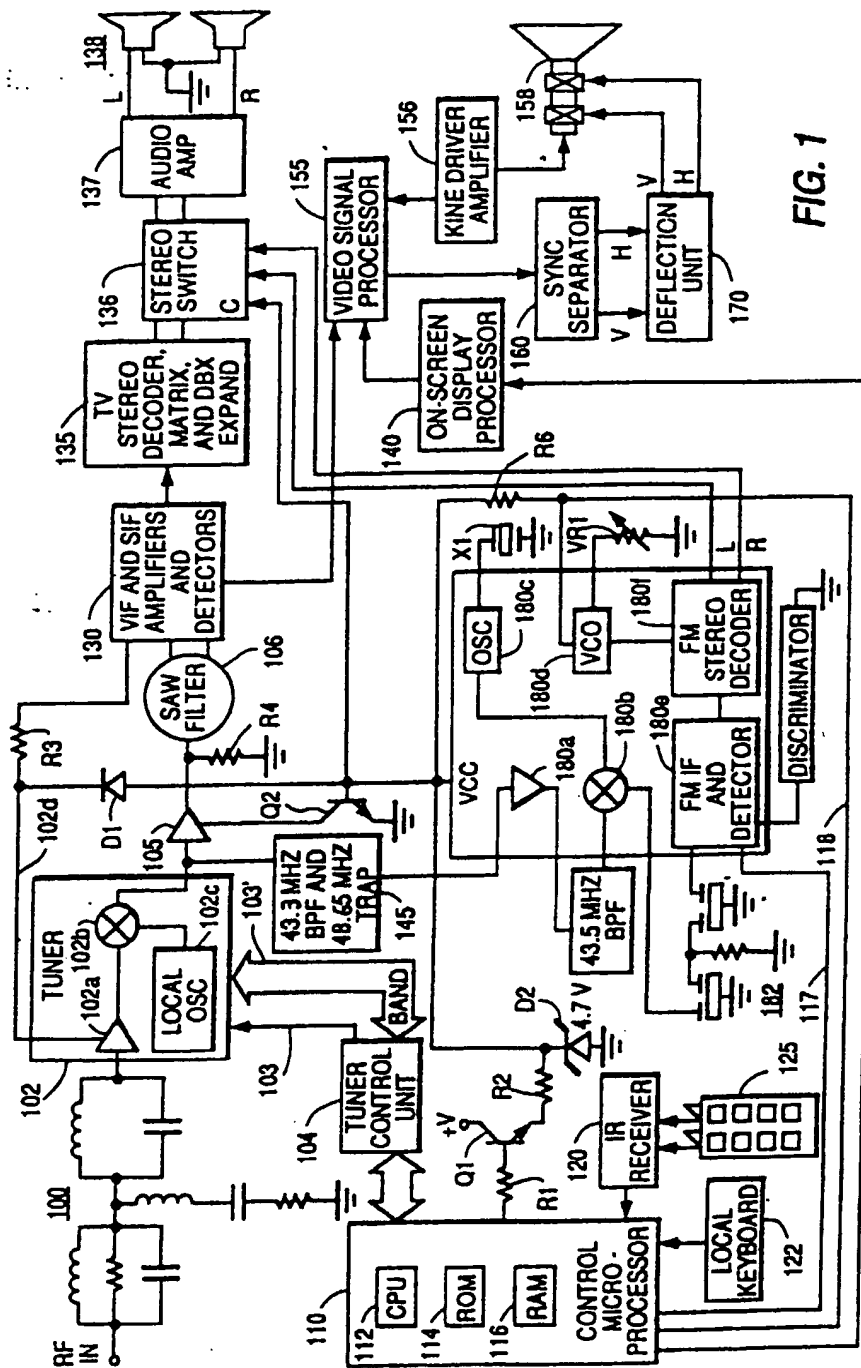 RF
IN
100
102
TUNER
102a
102b
LOCAL
OSC
102c
102d
103
103'
BAND
104
TUNER
CONTROL
UNIT
105
D1
R3
Q2
R4
SAW
FILTER
106
130
VIF AND SIF
AMPLIFIERS
AND
DETECTORS
135
TV
STEREO
DECODER,
MATRIX,
AND DBX
EXPAND
136
STEREO
SWITCH
C
137
AUDIO
AMP
L
R
138
43.3 MHZ
BPF AND
48.65 MHZ
TRAP
145
110
112
CPU
114
ROM
116
RAM
CONTROL
MICRO-
PROCESSOR
+V
Q1
R1
R2
D2
4.7 V
120
IR
RECEIVER
125
LOCAL
KEYBOARD
122
117
118
182
43.5 MHZ
BPF
VCC
180a
180b
OSC
180c
X1
180d
VCO
VR1
R6
180e
FM IF
AND
DETECTOR
180f
FM
STEREO
DECODER
L
R
DISCRIMINATOR
140
ON-SCREEN
DISPLAY
PROCESSOR
155
VIDEO SIGNAL
PROCESSOR
156
KINE DRIVER
AMPLIFIER
158
160
SYNC
SEPARATOR
V
H
DEFLECTION
UNIT
170
V
H
FIG. 1